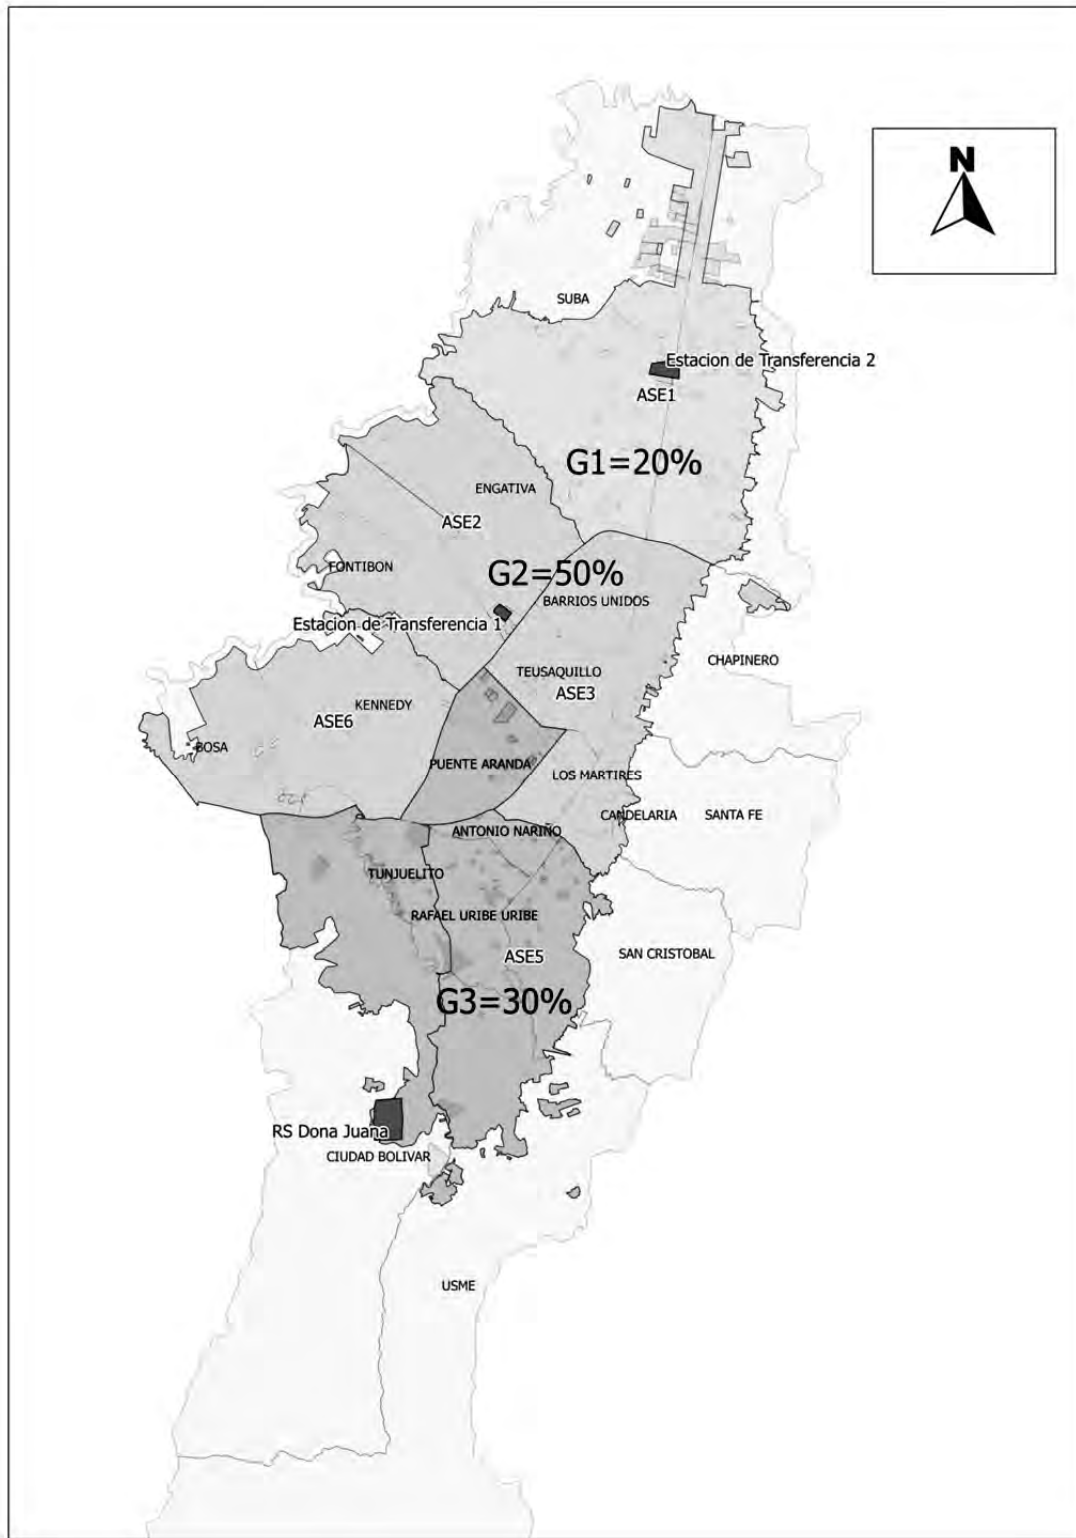 N
SUBA
Estacion de Transferencia 2
ASE1
G1=20%
ENGATIVA
ASE2
FONTIBON
G2=50%
BARRIOS UNIDOS
Estacion de Transferencia 1
CHAPINERO
TEUSAQUILLO
ASE3
KENNEDY
ASE6
BOSA
PUENTE ARANDA
LOS MARTIRES
CANDELARIA
SANTA FE
ANTONIO NARIÑO
TUNJUELITO
RAFAEL URIBE URIBE
SAN CRISTOBAL
ASE5
G3=30%
RS Dona Juana
CIUDAD BOLIVAR
USME